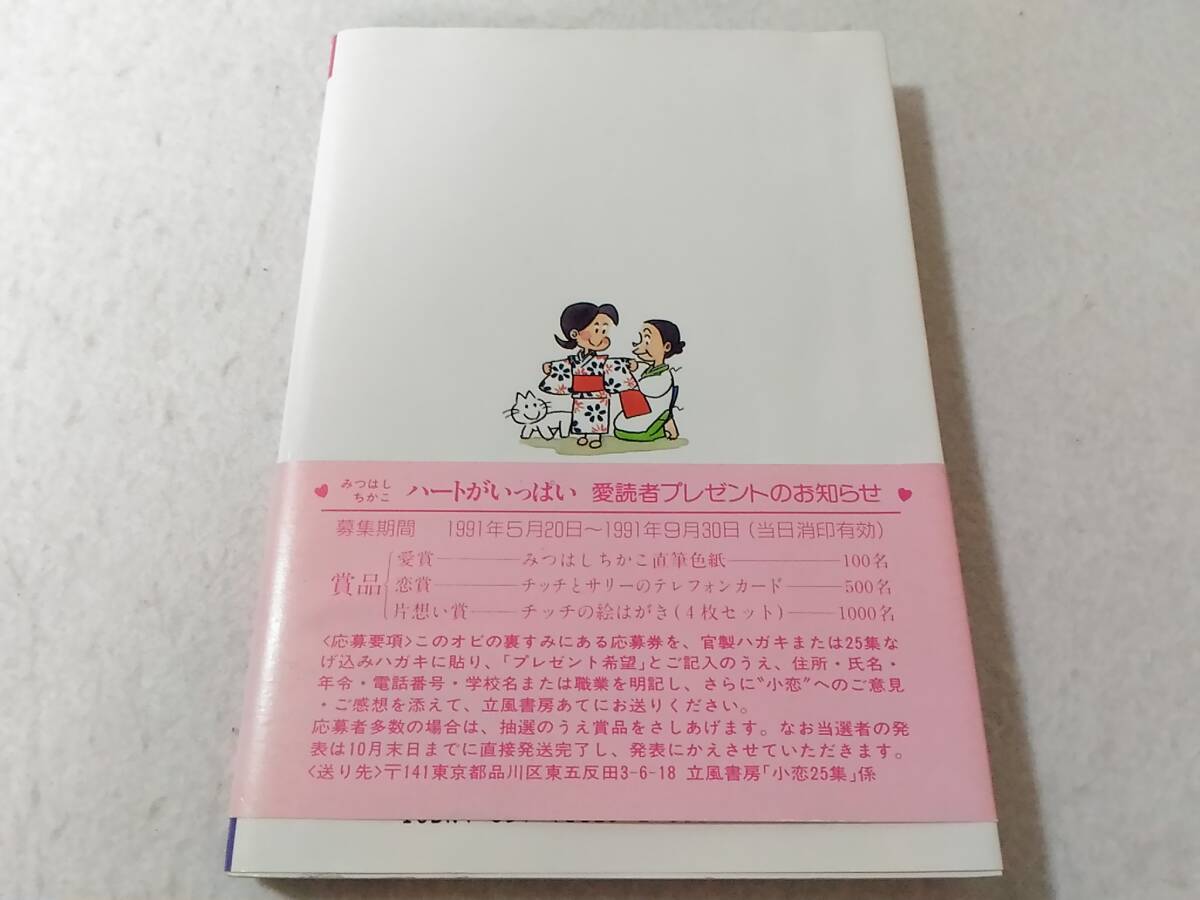 ♥ みつはしちかこ ハートがいっぱい 愛読者プレゼントのお知らせ ♥
募集期間 1991年5月20日〜1991年9月30日(当日消印有効)
賞品
愛賞――みつはしちかこ直筆色紙――100名
恋賞――チッチとサリーのテレフォンカード――500名
片想い賞――チッチの絵はがき(4枚セット)――1000名
<応募要項>このオビの裏すみにある応募券を、官製ハガキまたは25集な
げ込みハガキに貼り、「プレゼント希望」とご記入のうえ、住所・氏名・
年令・電話番号・学校名または職業を明記し、さらに"小恋"へのご意見
・ご感想を添えて、立風書房あてにお送りください。
応募者多数の場合は、抽選のうえ賞品をさしあげます。なお当選者の発
表は10月末日までに直接発送完了し、発表にかえさせていただきます。
<送り先>〒141東京都品川区東五反田3-6-18 立風書房「小恋25集」係